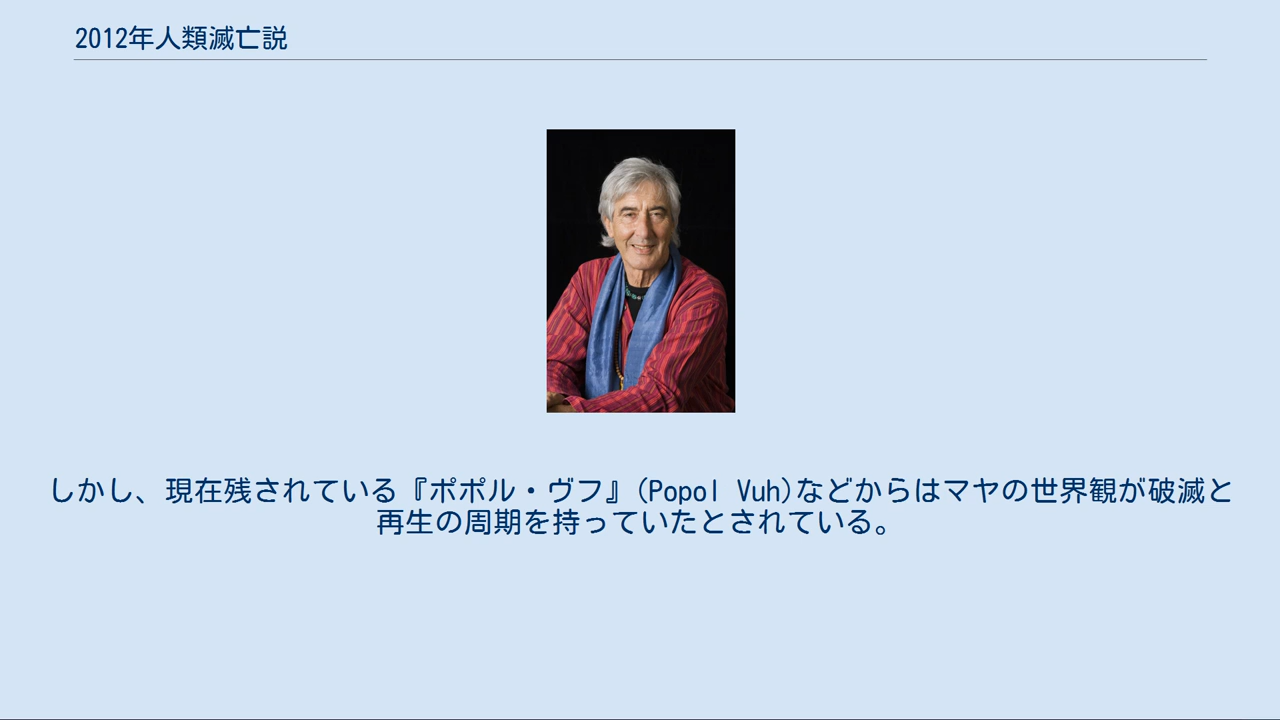 2012年人類滅亡説
しかし、現在残されている『ポポル・ヴフ』(Popol Vuh)などからはマヤの世界観が破滅と
再生の周期を持っていたとされている。